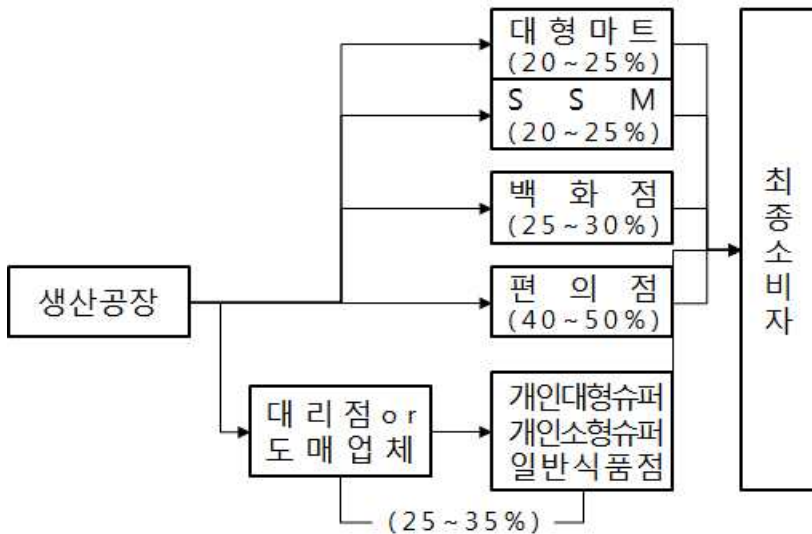 대형마트
(20~25%)
S S M
(20~25%)
백화점
(25~30%)
편의점
(40~50%)
생산공장
대리점or
도매업체
개인대형슈퍼
개인소형슈퍼
일반식품점
(25~35%)
최종소비자